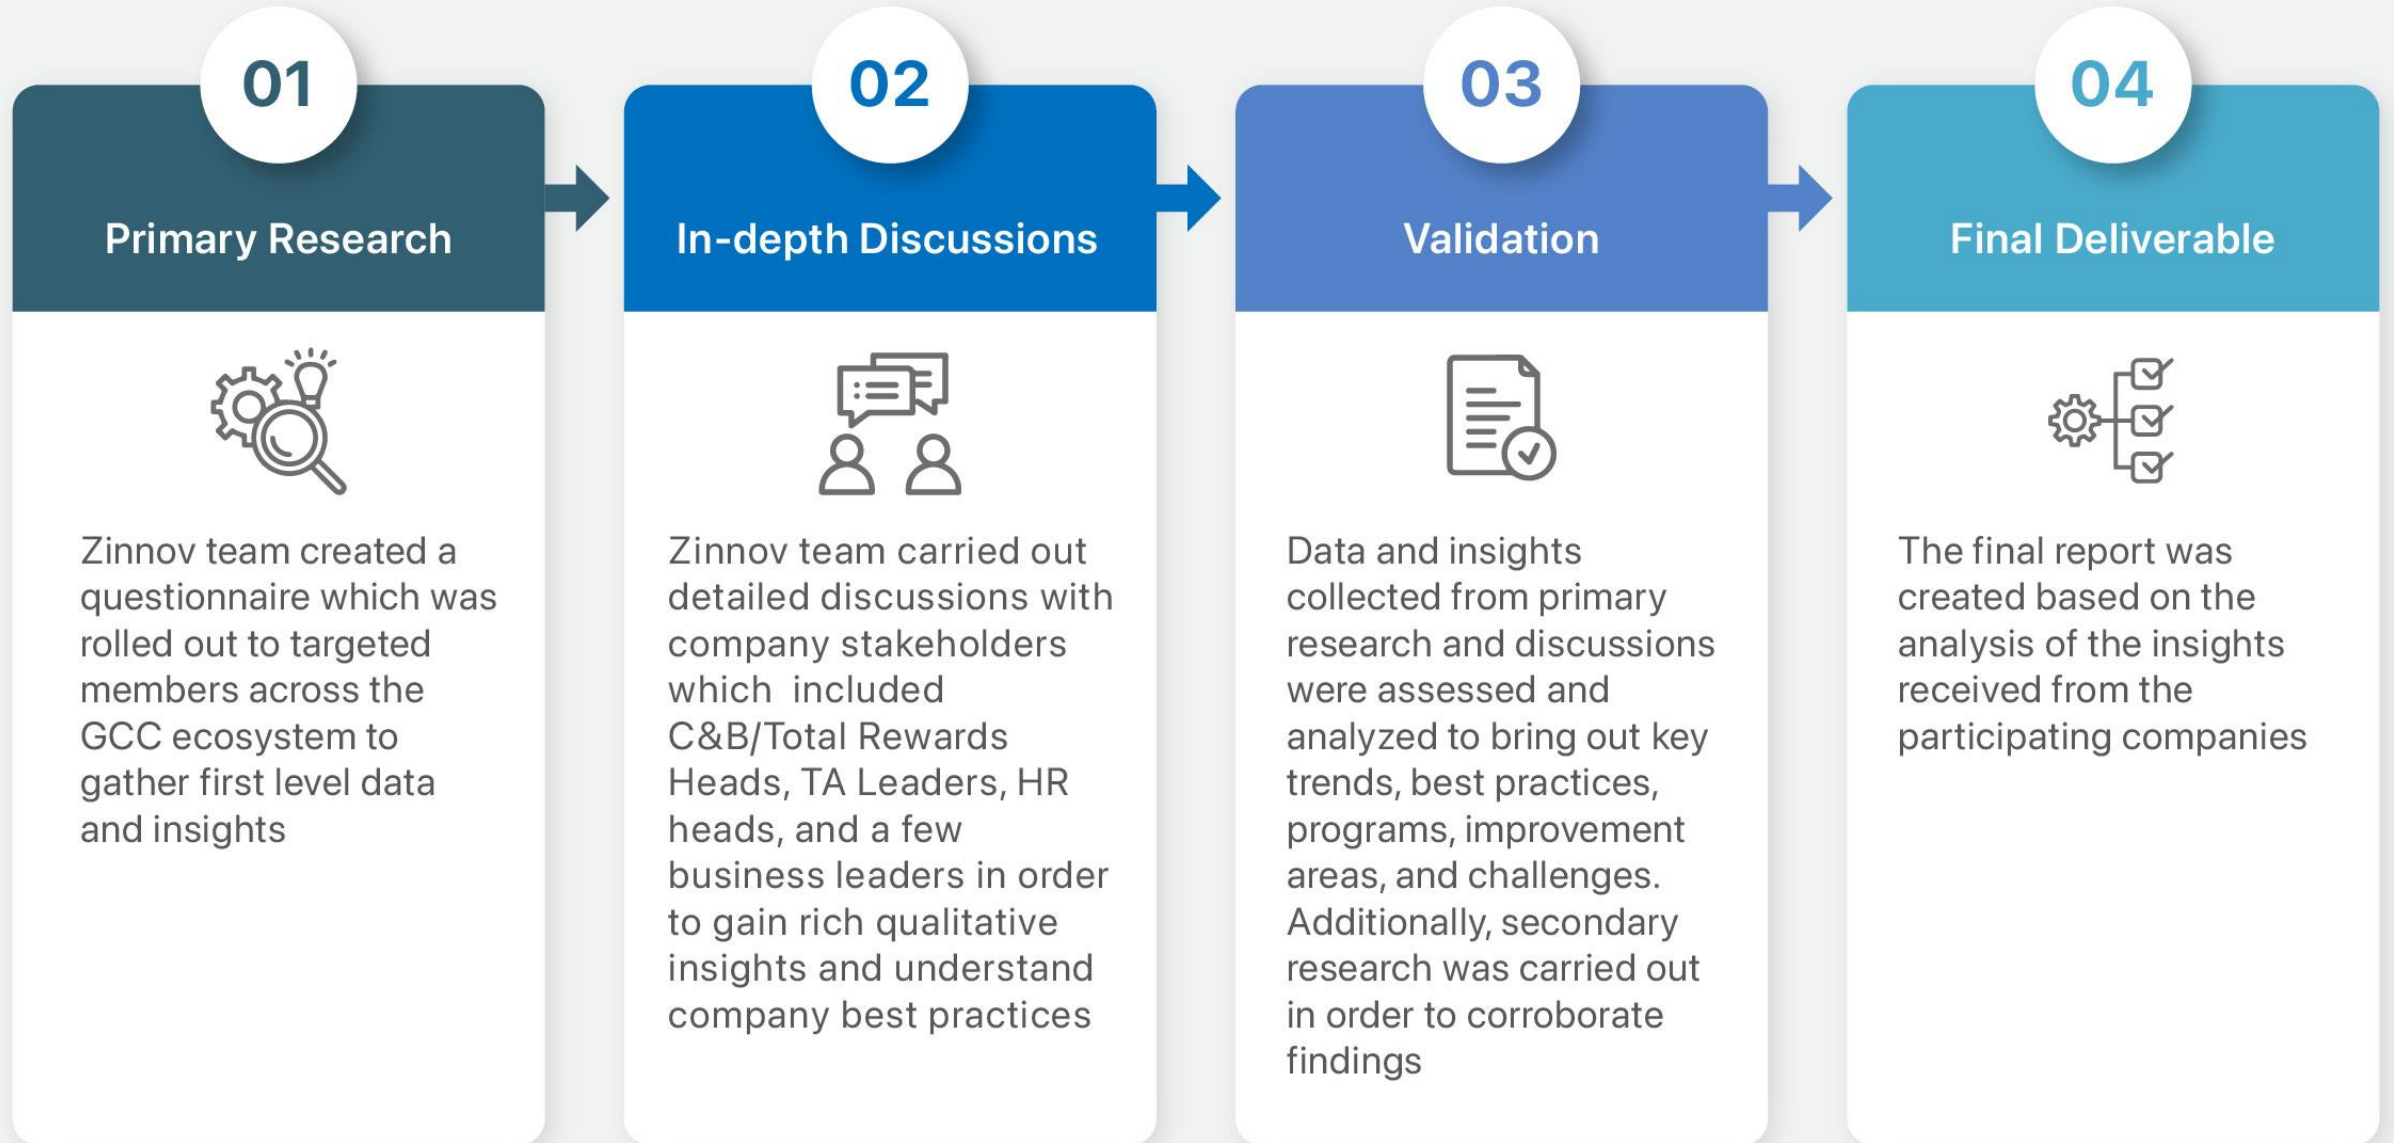 01
Primary Research
Zinnov team created a
questionnaire which was
rolled out to targeted
members across the
GCC ecosystem to
gather first level data
and insights
02
In-depth Discussions
Zinnov team carried out
detailed discussions with
company stakeholders
which  included
C&B/Total Rewards
Heads, TA Leaders, HR
heads, and a few
business leaders in order
to gain rich qualitative
insights and understand
company best practices
03
Validation
Data and insights
collected from primary
research and discussions
were assessed and
analyzed to bring out key
trends, best practices,
programs, improvement
areas, and challenges.
Additionally, secondary
research was carried out
in order to corroborate
findings
04
Final Deliverable
The final report was
created based on the
analysis of the insights
received from the
participating companies